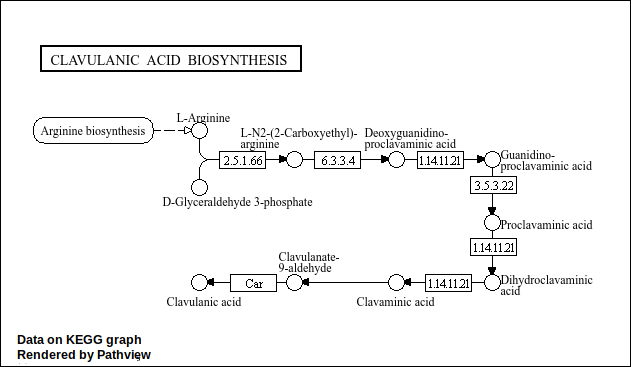 CLAVULANIC ACID BIOSYNTHESIS
L-Arginine
Arginine biosynthesis
L-N2-(2-Carboxyethyl)-
arginine
Deoxyguanidino-
proclavaminic acid
2.5.1.66
6.3.3.4
1.14.11.21
Guanidino-
proclavaminic acid
3.5.3.22
D-Glyceraldehyde 3-phosphate
Proclavaminic acid
1.14.11.21
Dihydroclavaminic
acid
1.14.11.21
Clavaminic acid
Clavulanate-
9-aldehyde
Car
Clavulanic acid
Data on KEGG graph
Rendered by Pathview